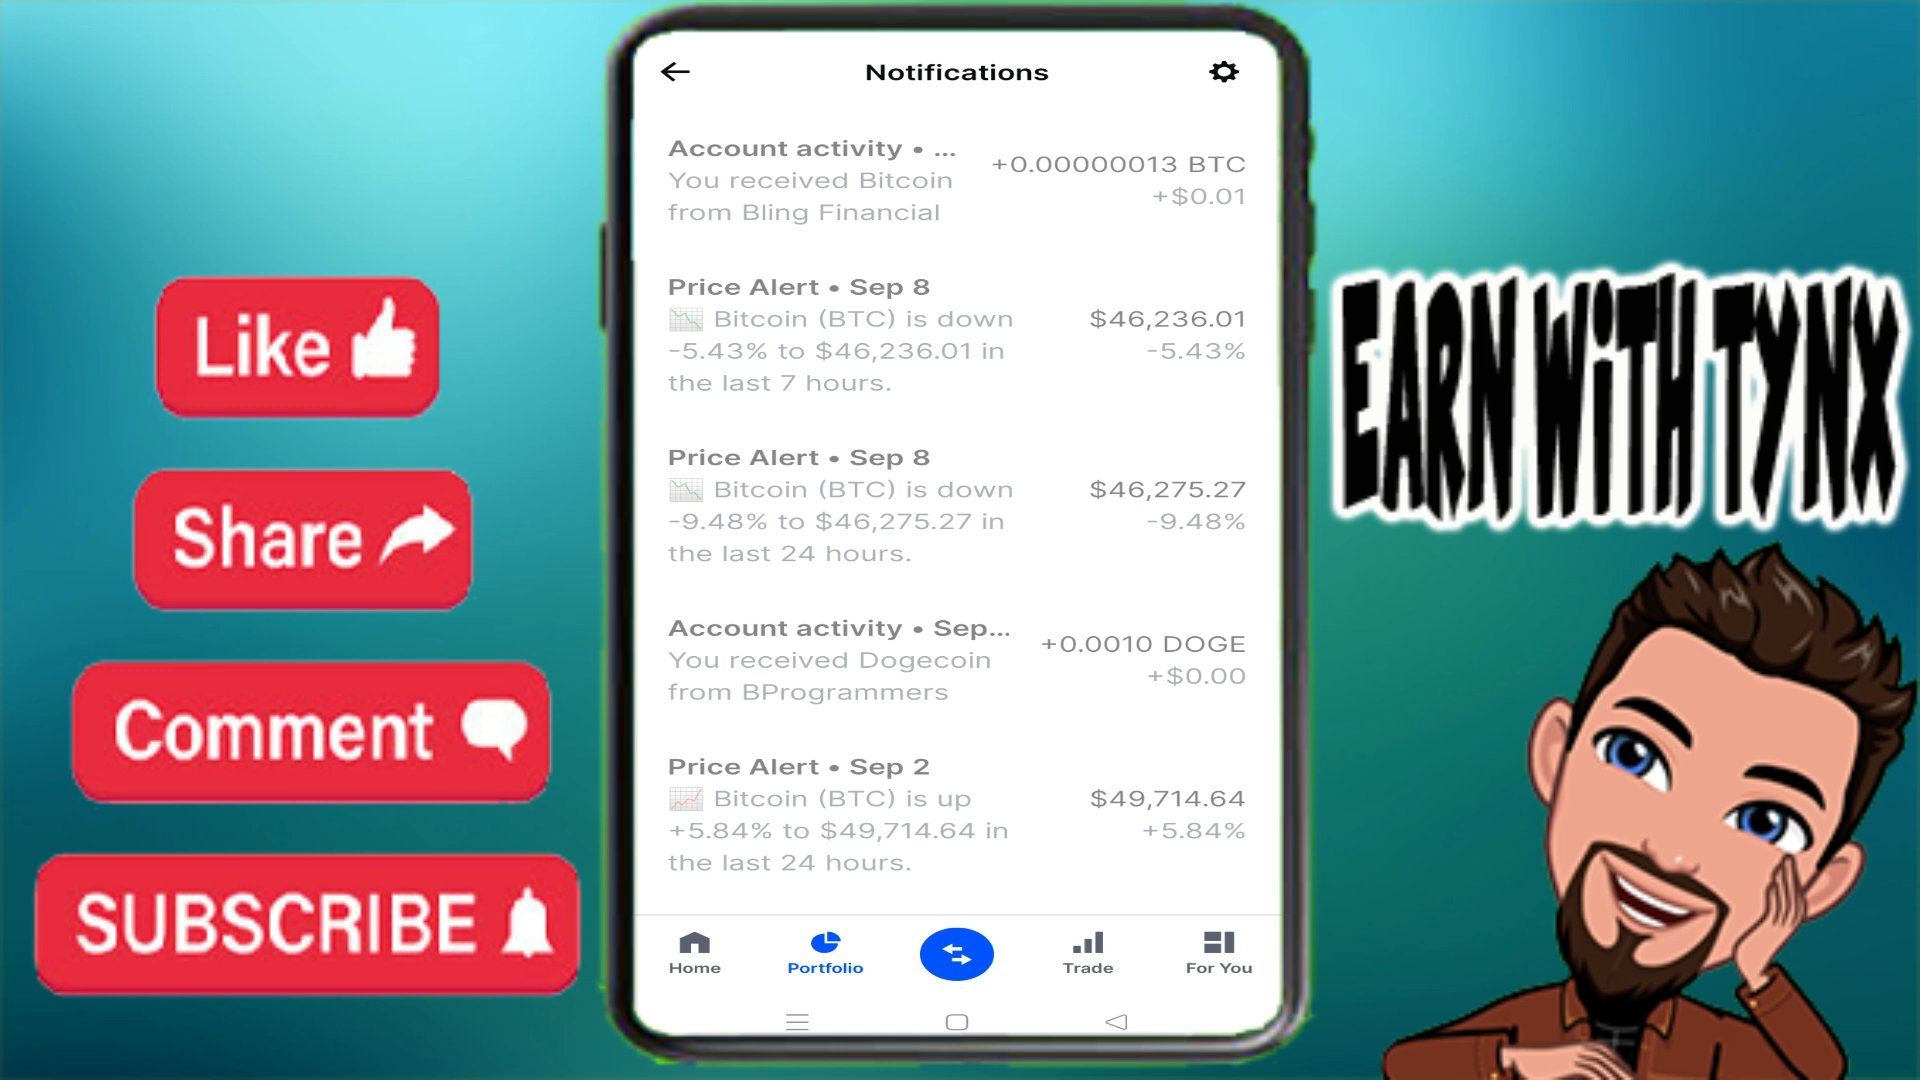 Like
Share
Comment
SUBSCRIBE
Notifications
Account activity • ...
You received Bitcoin
from Bling Financial
+0.00000013 BTC
+$0.01
Price Alert • Sep 8
Bitcoin (BTC) is down
-5.43% to $46,236.01 in
the last 7 hours.
$46,236.01
-5.43%
Price Alert • Sep 8
Bitcoin (BTC) is down
-9.48% to $46,275.27 in
the last 24 hours.
$46,275.27
-9.48%
Account activity • Sep...
You received Dogecoin
from BProgrammers
+0.0010 DOGE
+$0.00
Price Alert • Sep 2
Bitcoin (BTC) is up
+5.84% to $49,714.64 in
the last 24 hours.
$49,714.64
+5.84%
Home
Portfolio
Trade
For You
EARN WiTH TYNX